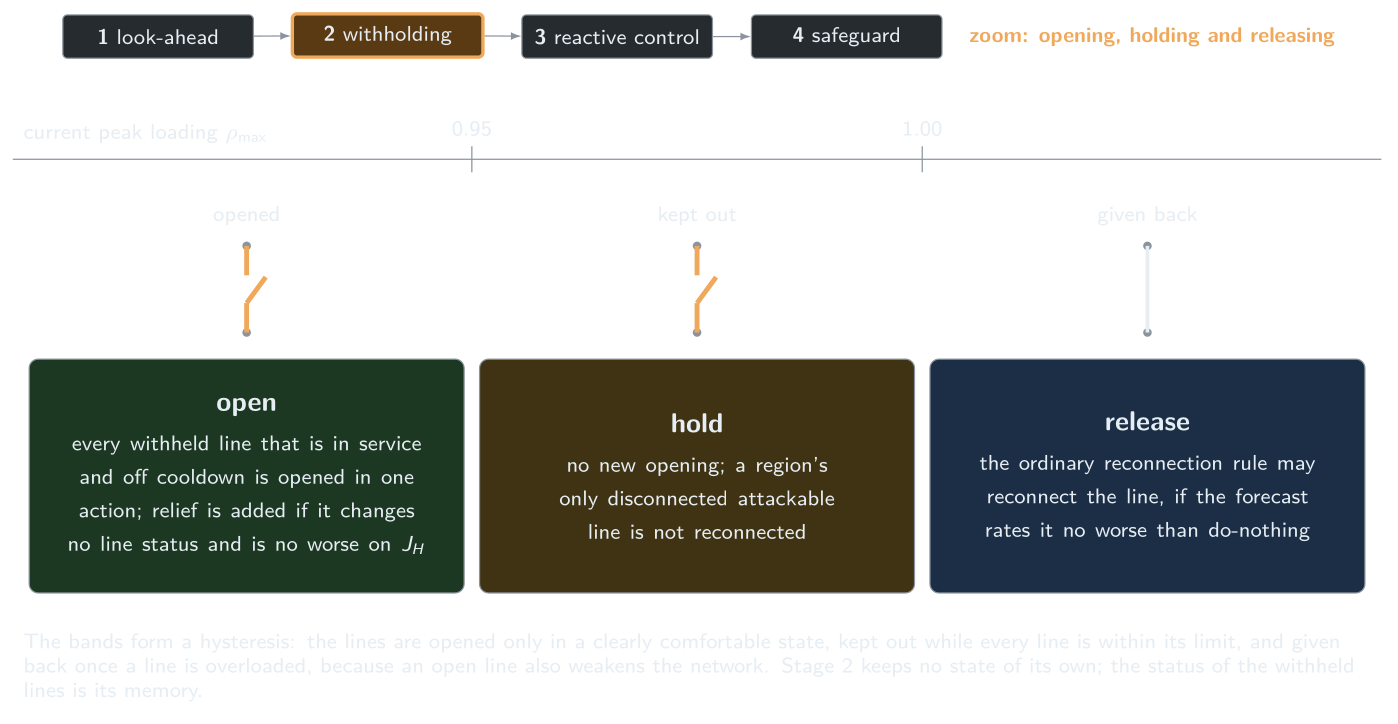 1 look-ahead
2 withholding
3 reactive control
4 safeguard
zoom: opening, holding and releasing
current peak loading ρmax
0.95
1.00
opened
kept out
given back
open
every withheld line that is in service
and off cooldown is opened in one
action; relief is added if it changes
no line status and is no worse on J_H
hold
no new opening; a region's
only disconnected attackable
line is not reconnected
release
the ordinary reconnection rule may
reconnect the line, if the forecast
rates it no worse than do-nothing
The bands form a hysteresis: the lines are opened only in a clearly comfortable state, kept out while every line is within its limit, and given
back once a line is overloaded, because an open line also weakens the network. Stage 2 keeps no state of its own; the status of the withheld
lines is its memory.